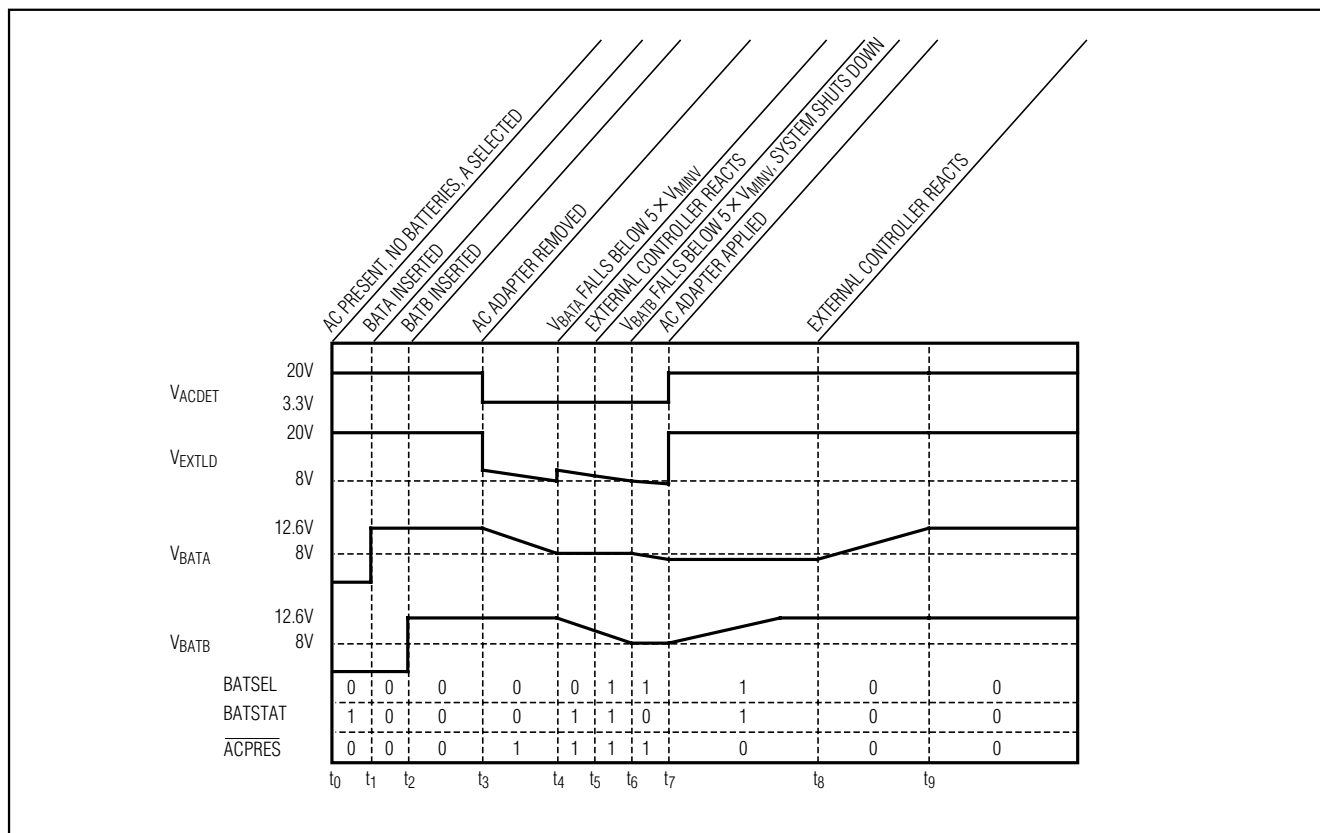 AC PRESENT, NO BATTERIES, A SELECTED
BATA INSERTED
BATB INSERTED
AC ADAPTER REMOVED
VBATA FALLS BELOW 5 × VMINV
EXTERNAL CONTROLLER REACTS
VBATB FALLS BELOW 5 × VMINV, SYSTEM SHUTS DOWN
AC ADAPTER APPLIED
EXTERNAL CONTROLLER REACTS
VACDET
20V
3.3V
VEXTLD
20V
8V
VBATA
12.6V
8V
VBATB
12.6V
8V
BATSEL 0 0 0 0 0 1 1 1 0 0
BATSTAT 1 0 0 0 1 1 0 1 0 0
ACPRES 0 0 0 1 1 1 1 0 0 0
t0 t1 t2 t3 t4 t5 t6 t7 t8 t9